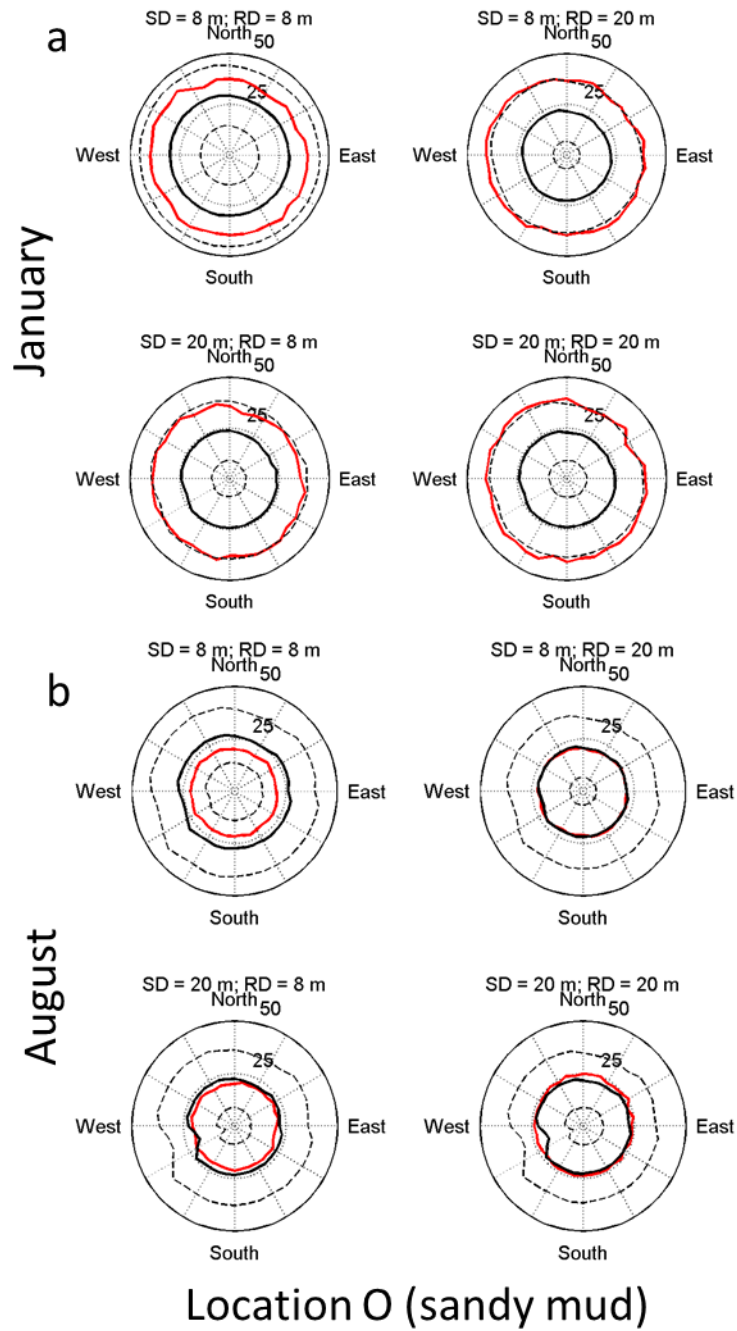 a
January
SD = 8 m; RD = 8 m
North 50
25
West
East
South
SD = 8 m; RD = 20 m
North 50
25
West
East
South
SD = 20 m; RD = 8 m
North 50
25
West
East
South
SD = 20 m; RD = 20 m
North 50
25
West
East
South
b
August
SD = 8 m; RD = 8 m
North 50
25
West
East
South
SD = 8 m; RD = 20 m
North 50
25
West
East
South
SD = 20 m; RD = 8 m
North 50
25
West
East
South
SD = 20 m; RD = 20 m
North 50
25
West
East
South
Location O (sandy mud)